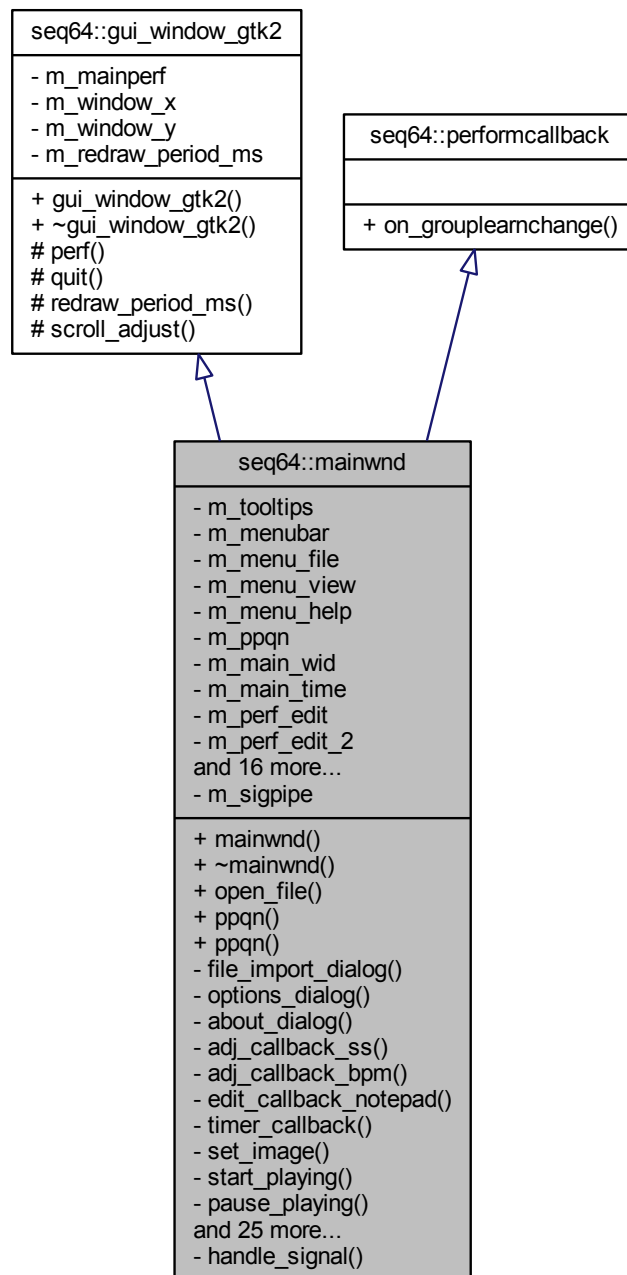 seq64::gui_window_gtk2
- m_mainperf
- m_window_x
- m_window_y
- m_redraw_period_ms
+ gui_window_gtk2()
+ ~gui_window_gtk2()
# perf()
# quit()
# redraw_period_ms()
# scroll_adjust()
seq64::performcallback
+ on_grouplearnchange()
seq64::mainwnd
- m_tooltips
- m_menubar
- m_menu_file
- m_menu_view
- m_menu_help
- m_ppqn
- m_main_wid
- m_main_time
- m_perf_edit
- m_perf_edit_2
and 16 more...
- m_sigpipe
+ mainwnd()
+ ~mainwnd()
+ open_file()
+ ppqn()
+ ppqn()
- file_import_dialog()
- options_dialog()
- about_dialog()
- adj_callback_ss()
- adj_callback_bpm()
- edit_callback_notepad()
- timer_callback()
- set_image()
- start_playing()
- pause_playing()
and 25 more...
- handle_signal()